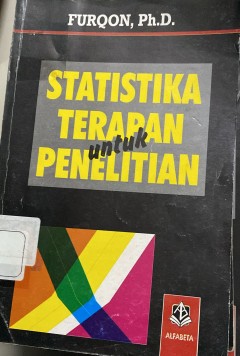 FURQON, Ph.D.
STATISTIKA
TERAPAN
untuk
PENELITIAN
ALFABETA